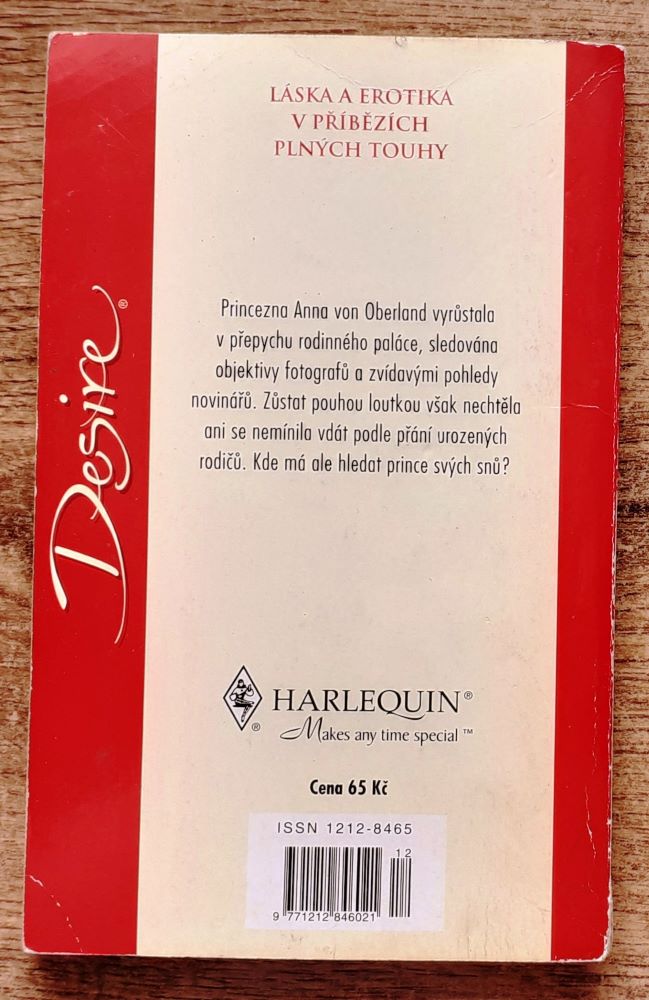 LÁSKA A EROTIKA
V PŘÍBĚZÍCH
PLNÝCH TOUHY
Desire®
Princezna Anna von Oberland vyrůstala
v přepychu rodinného paláce, sledována
objektivy fotografů a zvídavými pohledy
novinářů. Zůstat pouhou loutkou však nechtěla
ani se nemínila vdát podle přání urozených
rodičů. Kde má ale hledat prince svých snů?
® HARLEQUIN®
Makes any time special ™
Cena 65 Kč
ISSN 1212-8465
12
9 771212 846021